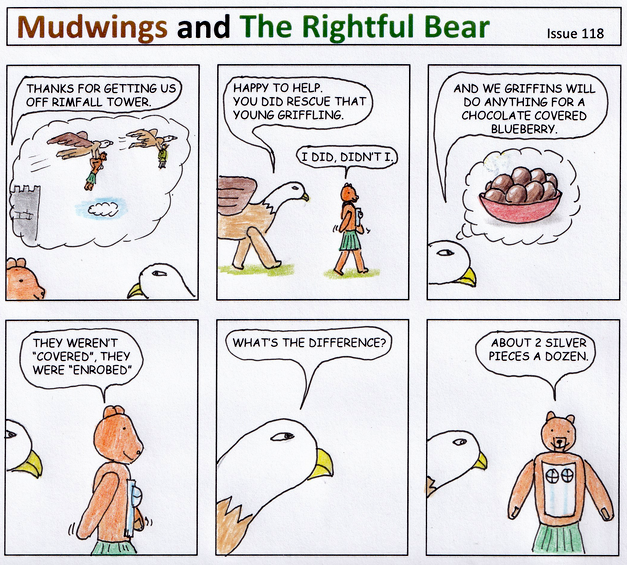 Mudwings and The Rightful Bear
Issue 118
THANKS FOR GETTING US
OFF RIMFALL TOWER.
HAPPY TO HELP.
YOU DID RESCUE THAT
YOUNG GRIFFLING.
I DID, DIDN'T I.
AND WE GRIFFINS WILL
DO ANYTHING FOR A
CHOCOLATE COVERED
BLUEBERRY.
THEY WEREN'T
"COVERED", THEY
WERE "ENROBED"
WHAT'S THE DIFFERENCE?
ABOUT 2 SILVER
PIECES A DOZEN.